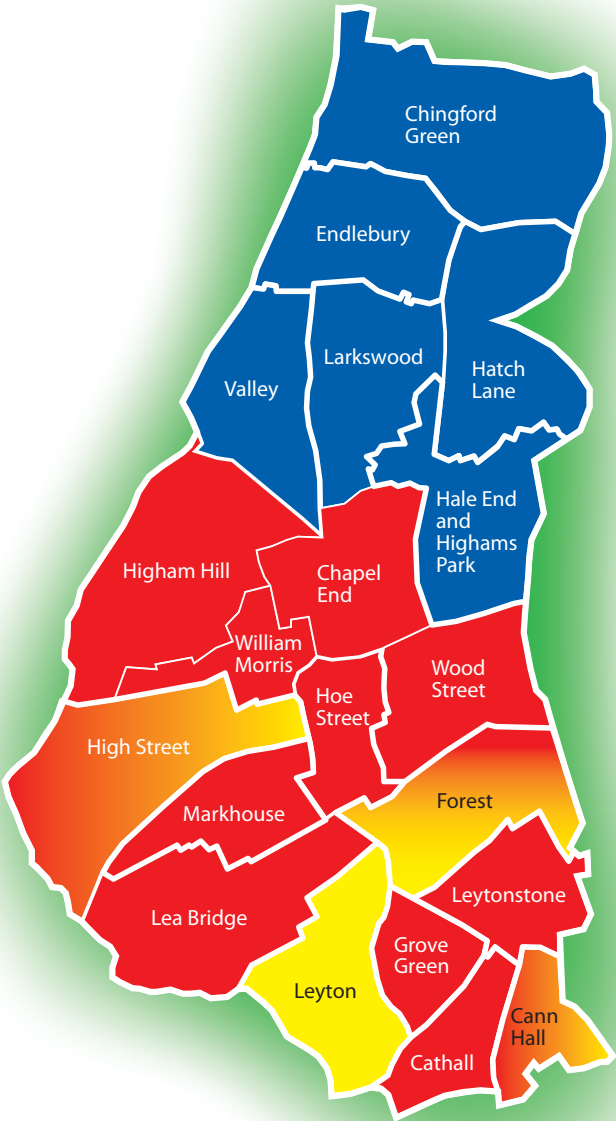 Chingford
Green
Endlebury
Larkswood
Valley
Hatch
Lane
Hale End
and
Highams
Park
Higham Hill
Chapel
End
William
Morris
Wood
Street
Hoe
Street
High Street
Forest
Markhouse
Leytonstone
Lea Bridge
Grove
Green
Leyton
Cann
Hall
Cathall